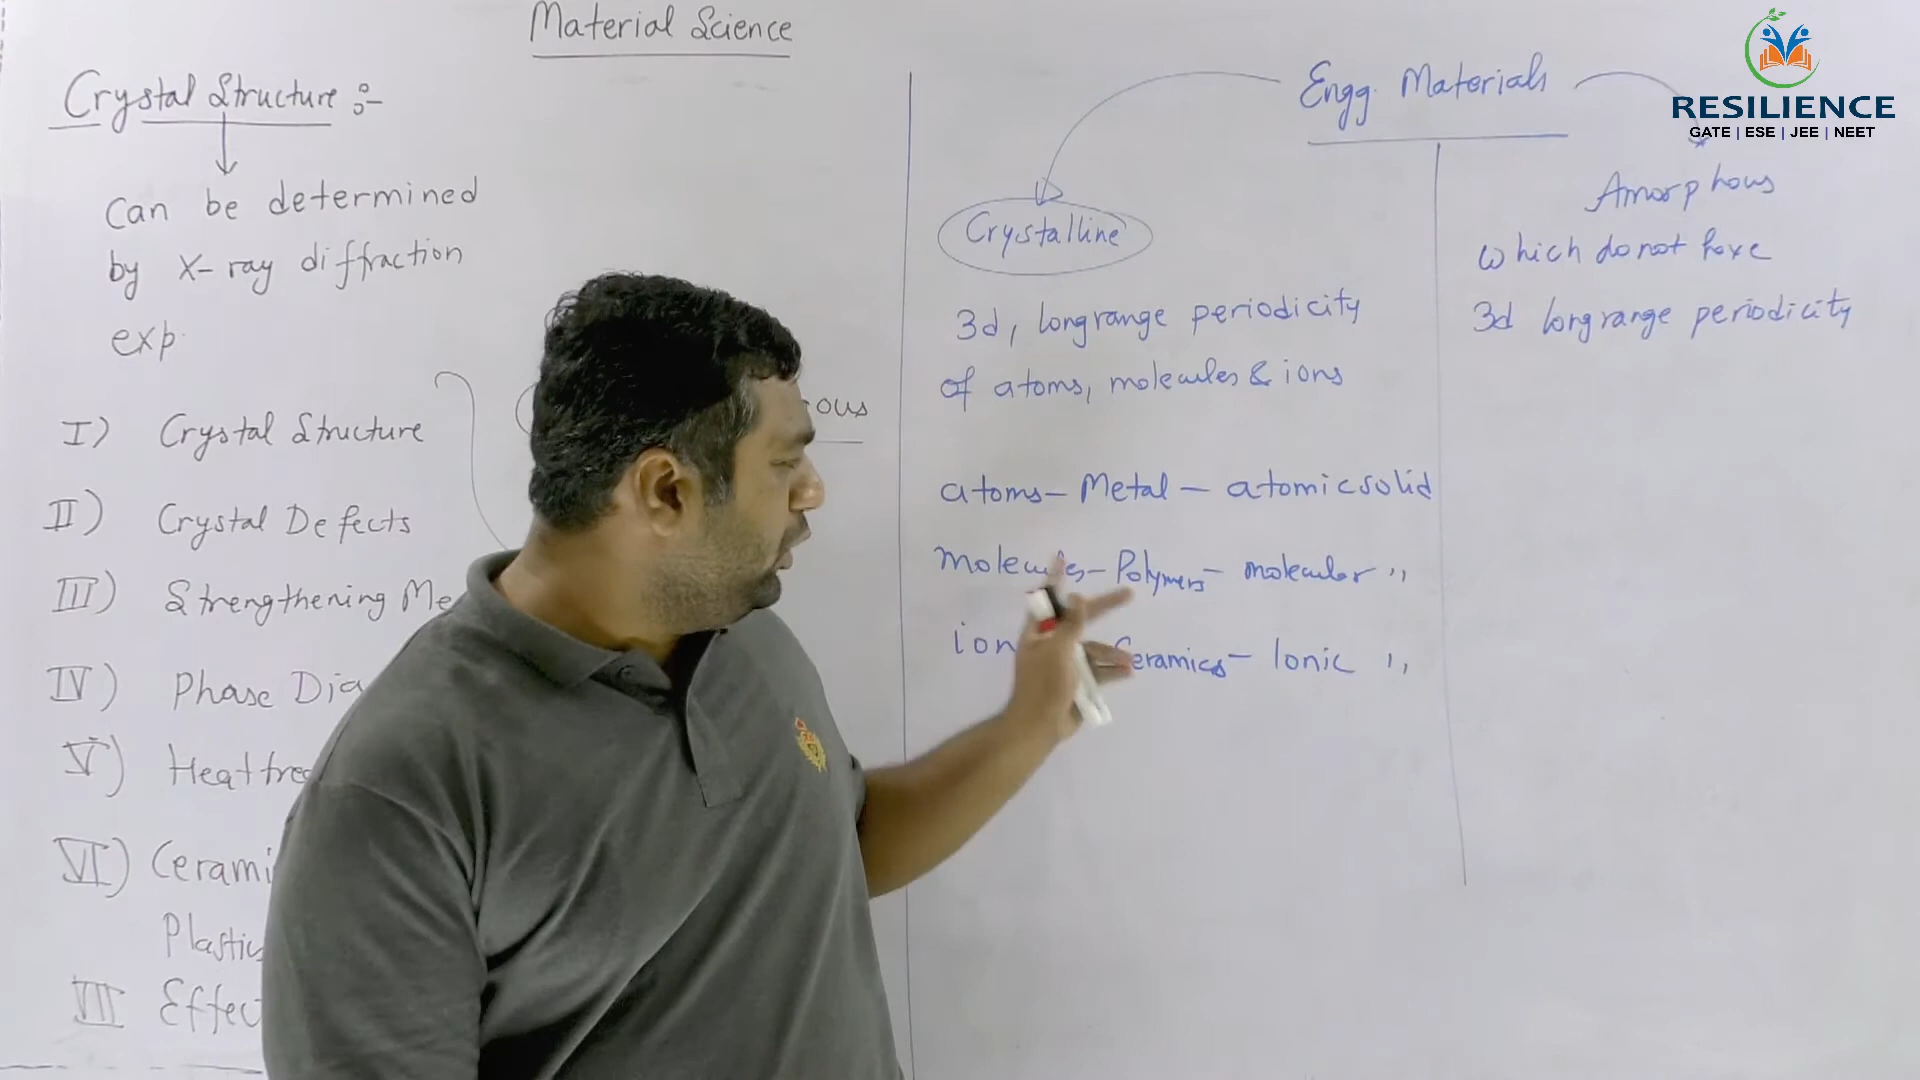 Material Science
Crystal Structure :-
Can be determined
by X-ray diffraction
exp.
I) Crystal Structure
II) Crystal Defects
III) Strengthening Me
IV) Phase Dia
V) Heat trea
VI) Cerami
Plastic
VII Effec
ous
Engg. Materials
Crystalline
3d, longrange periodicity
of atoms, molecules & ions
atoms - Metal - atomic solid
molecules - Polymers - molecular ,,
ion - Ceramics - Ionic ,,
Amorphous
which do not have
3d longrange periodicity
RESILIENCE
GATE | ESE | JEE | NEET